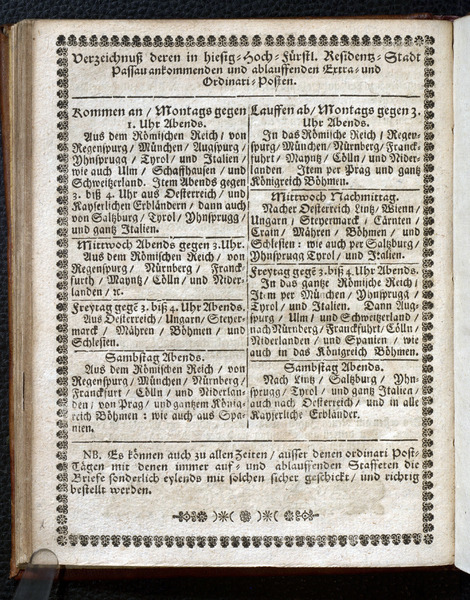 Verzeichnuß deren in hiesig-Hoch-Fürstl. Residentz-Stadt
Passau ankommenden und ablauffenden Extra- und
Ordinari-Posten.
Kommen an / Montags gegen
1. Uhr Abends.
Aus dem Römischen Reich / von
Regenspurg / München / Augspurg /
Yhnsprugg / Tyrol / und Italien /
wie auch Ulm / Schafhausen / und
Schweitzerland. Item Abends gegen
3. biß 4. Uhr aus Oesterreich / und
Kayserlichen Erbländern / dann auch
von Saltzburg / Tyrol / Yhnsprugg /
und gantz Italien.
Mittwoch Abends gegen 3. Uhr.
Aus dem Römischen Reich / von
Regenspurg / Nürnberg / Franck-
furth / Mayntz / Cölln / und Nider-
landen / ꝛc.
Freytag gegẽ 3. biß 4. Uhr Abends.
Aus Oesterreich / Ungarn / Steyer-
marck / Mähren / Böhmen / und
Schlesien.
Sambstag Abends.
Aus dem Römischen Reich / von
Regenspurg / München / Nürnberg /
Franckfurt / Cölln / und Niderlan-
den / von Prag / und gantzem König-
reich Böhmen : wie auch aus Spa-
nien.
Lauffen ab / Montags gegen 3.
Uhr Abends.
In das Römische Reich / Regen-
spurg / München / Nürnberg / Franck-
fuhrt / Mayntz / Cölln / und Nider-
landen. Item per Prag und gantz
Königreich Böhmen.
Mittwoch Nachmittag.
Nacher Oesterreich Lintz / Wienn /
Ungarn / Steyermarck / Cärnten /
Crain / Mähren / Böhmen / und
Schlesien : wie auch per Saltzburg /
Yhnsprugg Tyrol / und Italien.
Freytag gegẽ 3. biß 4. Uhr Abends.
In das gantze Römische Reich /
Item per München / Yhnsprugg /
Tyrol / und Italien. Dann Aug-
spurg / Ulm / und Schweitzerland /
nach Nürnberg / Franckfuhrt / Cölln /
Niderlanden / und Spanien / wie
auch in das Königreich Böhmen.
Sambstag Abends.
Nach Lintz / Saltzburg / Yhn-
sprugg / Tyrol / und gantz Italien /
auch nach Oesterreich / und in alle
Kayserliche Erbländer.
NB. Es können auch zu allen Zeiten / ausser denen ordinari Post-
Tägen mit denen immer auf- und ablauffenden Staffeten die
Briefe sonderlich eylends mit solchen sicher geschickt / und richtig
bestellt werden.